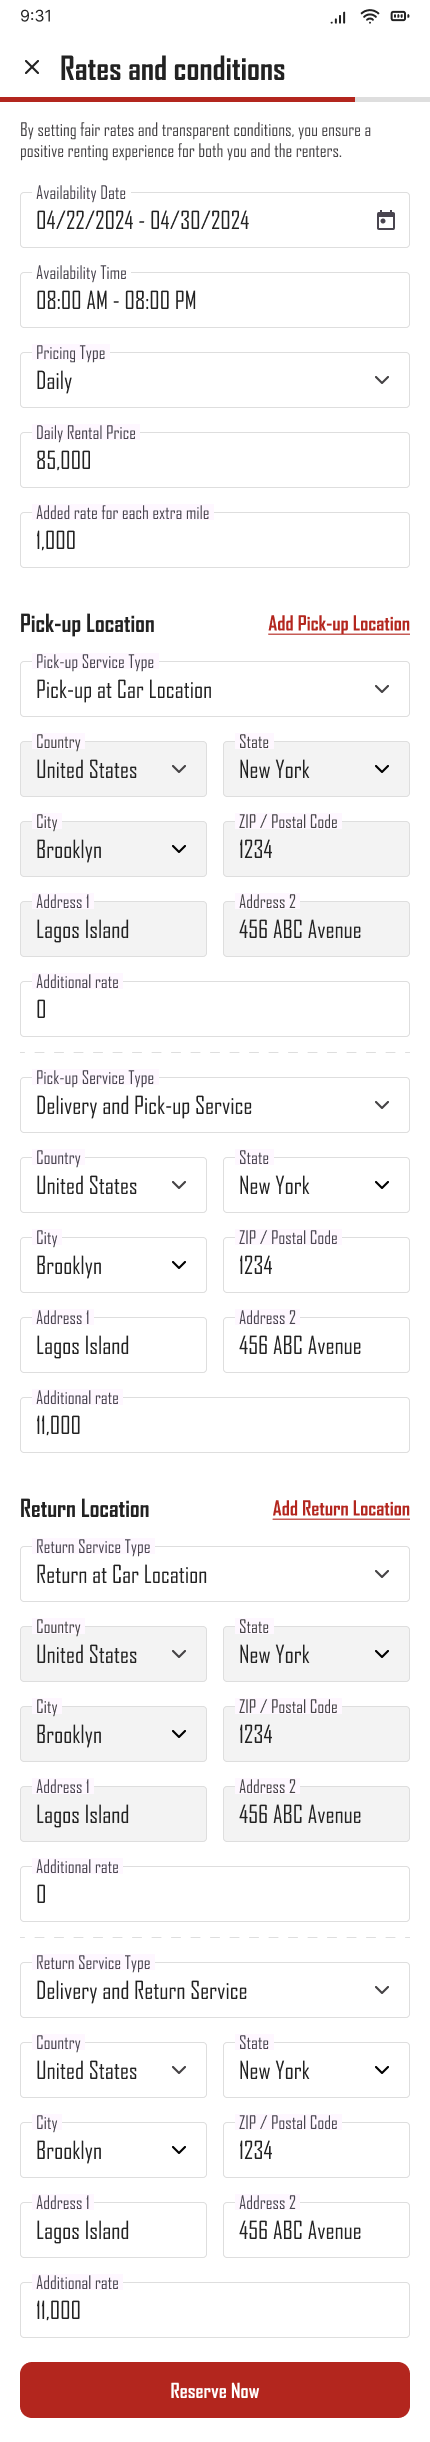 9:31
Rates and conditions
By setting fair rates and transparent conditions, you ensure a
positive renting experience for both you and the renters.
Availability Date
04/22/2024 - 04/30/2024
Availability Time
08:00 AM - 08:00 PM
Pricing Type
Daily
Daily Rental Price
85,000
Added rate for each extra mile
1,000
Pick-up Location
Add Pick-up Location
Pick-up Service Type
Pick-up at Car Location
Country
United States
State
New York
City
Brooklyn
ZIP / Postal Code
1234
Address 1
Lagos Island
Address 2
456 ABC Avenue
Additional rate
0
Pick-up Service Type
Delivery and Pick-up Service
Country
United States
State
New York
City
Brooklyn
ZIP / Postal Code
1234
Address 1
Lagos Island
Address 2
456 ABC Avenue
Additional rate
11,000
Return Location
Add Return Location
Return Service Type
Return at Car Location
Country
United States
State
New York
City
Brooklyn
ZIP / Postal Code
1234
Address 1
Lagos Island
Address 2
456 ABC Avenue
Additional rate
0
Return Service Type
Delivery and Return Service
Country
United States
State
New York
City
Brooklyn
ZIP / Postal Code
1234
Address 1
Lagos Island
Address 2
456 ABC Avenue
Additional rate
11,000
Reserve Now